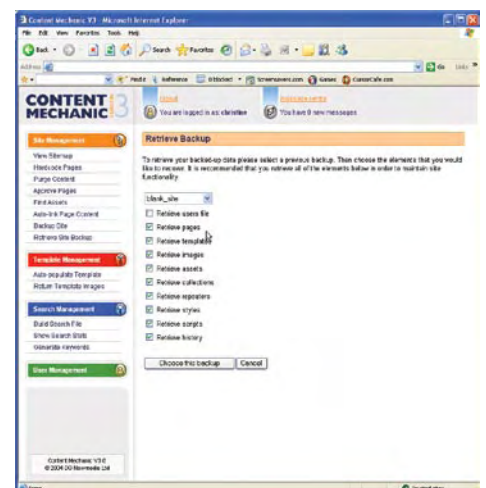 Content Mechanic V3 - Microsoft Internet Explorer
File Edit View Favorites Tools Help
Back Search Favorites
Address Go Links
CONTENT MECHANIC 3
You are logged in as: christine
You have 0 new messages
Site Management
View Sitemap
Purge Content
Approve Pages
Find Assets
Auto-link Page Content
Backup Site
Retrieve Site Backup
Template Management
Auto-populate Template
Return Template Images
Search Management
Build Search File
Show Search Stats
Generate Keywords
User Management
Content Mechanic V3.0
© 2004 DG Newmedia Ltd
Retrieve Backup
To retrieve your backed-up data please select a previous backup. Then choose the elements that you would
like to recover. It is recommended that you retrieve all of the elements below in order to maintain site
functionality.
blank_site
Retrieve users file
Retrieve pages
Retrieve templates
Retrieve images
Retrieve assets
Retrieve collections
Retrieve repeaters
Retrieve styles
Retrieve scripts
Retrieve history
Choose this backup Cancel